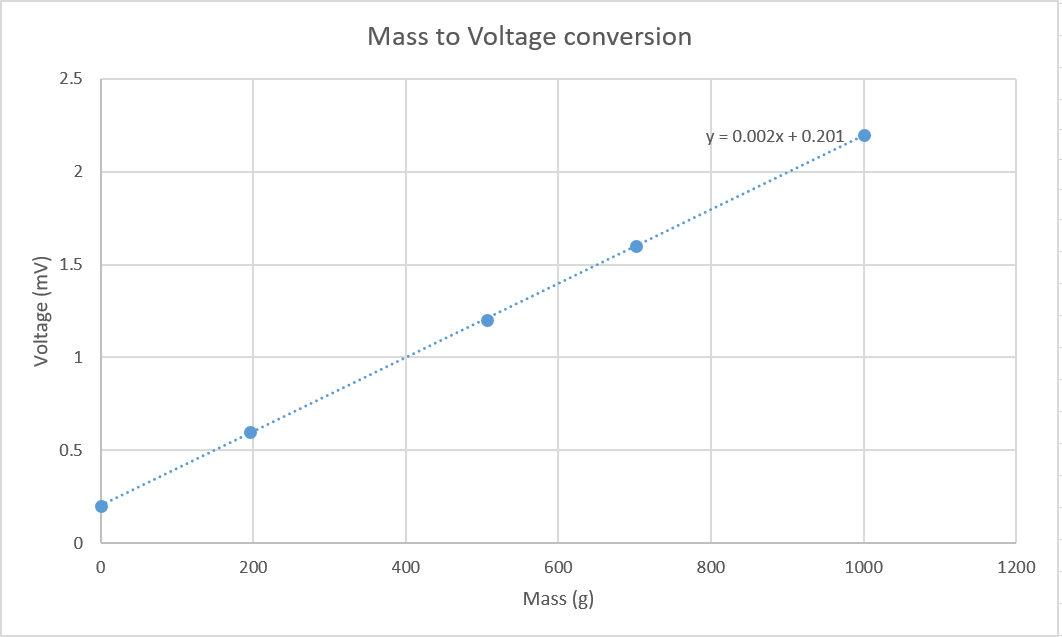 Mass to Voltage conversion
2.5
y = 0.002x + 0.201
2
1.5
Voltage (mV)
1
0.5
0
0 200 400 600 800 1000 1200
Mass (g)